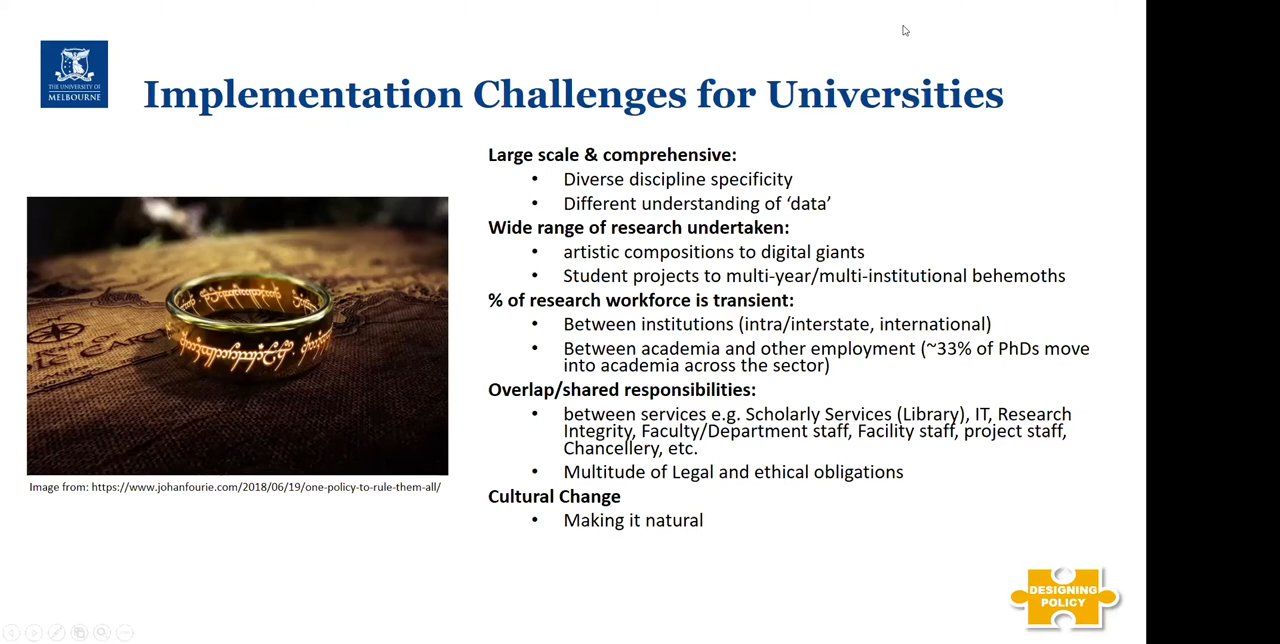 THE UNIVERSITY OF
MELBOURNE
Implementation Challenges for Universities
Large scale & comprehensive:
• Diverse discipline specificity
• Different understanding of ‘data’
Wide range of research undertaken:
• artistic compositions to digital giants
• Student projects to multi-year/multi-institutional behemoths
% of research workforce is transient:
• Between institutions (intra/interstate, international)
• Between academia and other employment (~33% of PhDs move
into academia across the sector)
Overlap/shared responsibilities:
• between services e.g. Scholarly Services (Library), IT, Research
Integrity, Faculty/Department staff, Facility staff, project staff,
Chancellery, etc.
• Multitude of Legal and ethical obligations
Cultural Change
• Making it natural
Image from: https://www.johanfourie.com/2018/06/19/one-policy-to-rule-them-all/
DESIGNING
POLICY